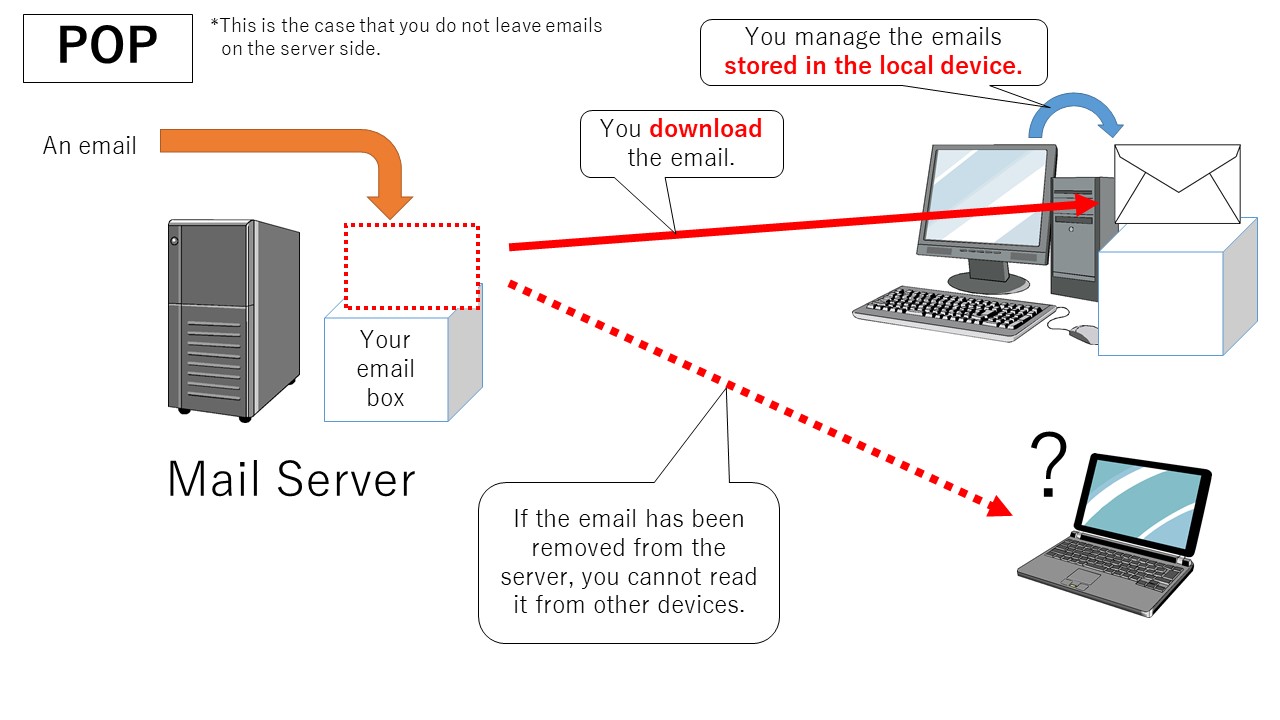 POP
*This is the case that you do not leave emails
on the server side.
You manage the emails
stored in the local device.
You download
the email.
An email
Your
email
box
Mail Server
?
If the email has been
removed from the
server, you cannot read
it from other devices.